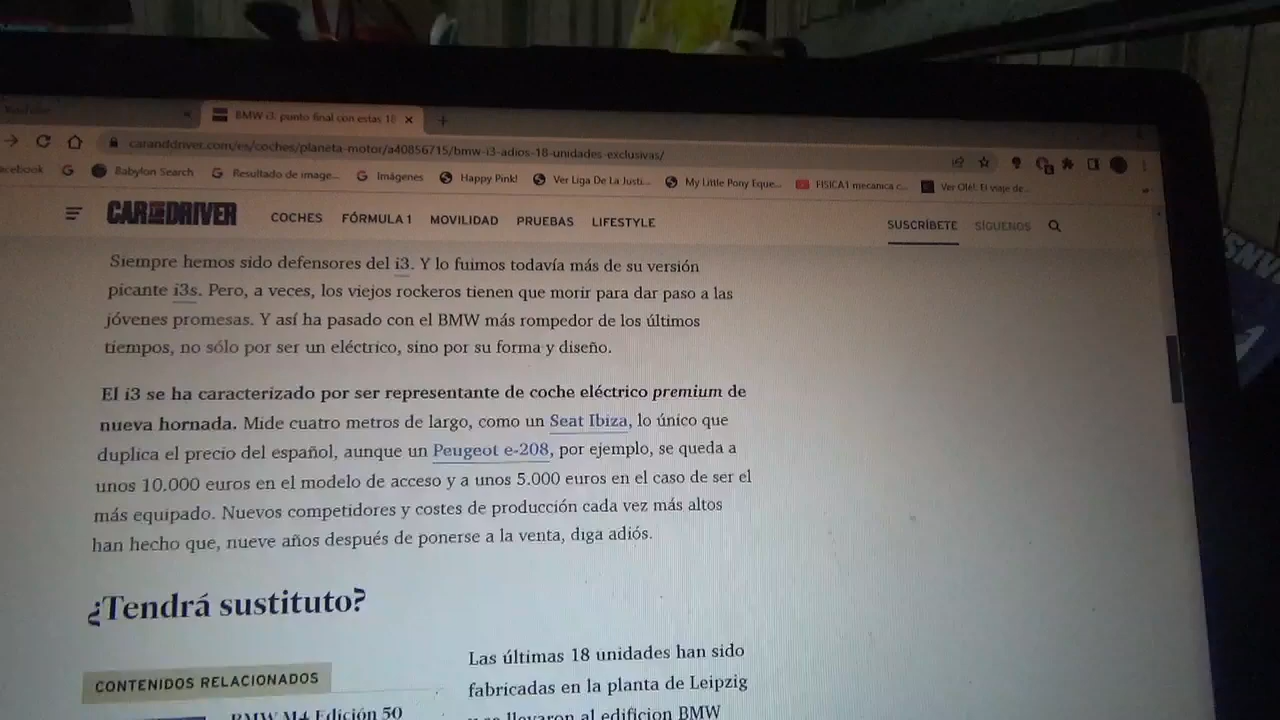 BMW i3: punto final con estas 18
caranddriver.com/es/coches/planeta-motor/a40856715/bmw-i3-adios-18-unidades-exclusivas/
acebook
Babylon Search
Resultado de image...
Imágenes
Happy Pink!
Ver Liga De La Justi...
My Little Pony Eque...
FISICA1 mecanica c...
Ver Olé!. El viaje de...
CAR AND DRIVER
COCHES
FÓRMULA 1
MOVILIDAD
PRUEBAS
LIFESTYLE
SUSCRÍBETE
SÍGUENOS
Siempre hemos sido defensores del i3. Y lo fuimos todavía más de su versión
picante i3s. Pero, a veces, los viejos rockeros tienen que morir para dar paso a las
jóvenes promesas. Y así ha pasado con el BMW más rompedor de los últimos
tiempos, no sólo por ser un eléctrico, sino por su forma y diseño.
El i3 se ha caracterizado por ser representante de coche eléctrico premium de
nueva hornada. Mide cuatro metros de largo, como un Seat Ibiza, lo único que
duplica el precio del español, aunque un Peugeot e-208, por ejemplo, se queda a
unos 10.000 euros en el modelo de acceso y a unos 5.000 euros en el caso de ser el
más equipado. Nuevos competidores y costes de producción cada vez más altos
han hecho que, nueve años después de ponerse a la venta, diga adiós.
¿Tendrá sustituto?
CONTENIDOS RELACIONADOS
BMW M4 Edición 50
Las últimas 18 unidades han sido
fabricadas en la planta de Leipzig
y se llevaron al edificion BMW